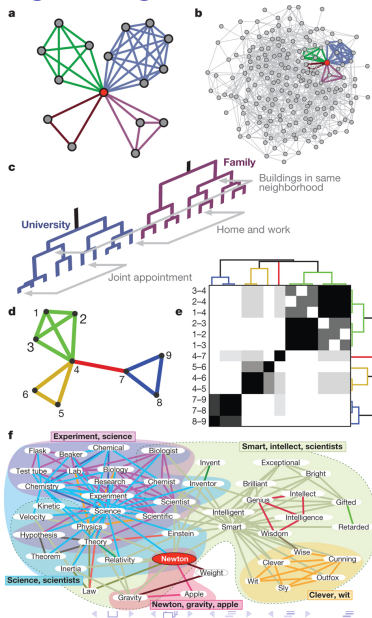 a
b
c
Family
Buildings in same
neighborhood
University
Home and work
Joint appointment
d
1
2
3
4
9
7
6
5
8
e
3–4
2–4
1–4
2–3
1–2
1–3
4–7
5–6
4–6
4–5
7–9
7–8
8–9
f
Experiment, science
Smart, intellect, scientists
Chemical
Flask
Beaker
Biologist
Invent
Exceptional
Test tube
Lab
Biology
Bright
Chemistry
Research
Chemist
Inventor
Brilliant
Experiment
Genius
Intellect
Kinetic
Science
Scientist
Gifted
Velocity
Scientific
Intelligent
Intelligence
Physics
Smart
Retarded
Hypothesis
Theory
Einstein
Wisdom
Theorem
Relativity
Newton
Wise
Inertia
Clever
Cunning
Science, scientists
Weight
Outfox
Law
Wit
Sly
Gravity
Apple
Clever, wit
Newton, gravity, apple